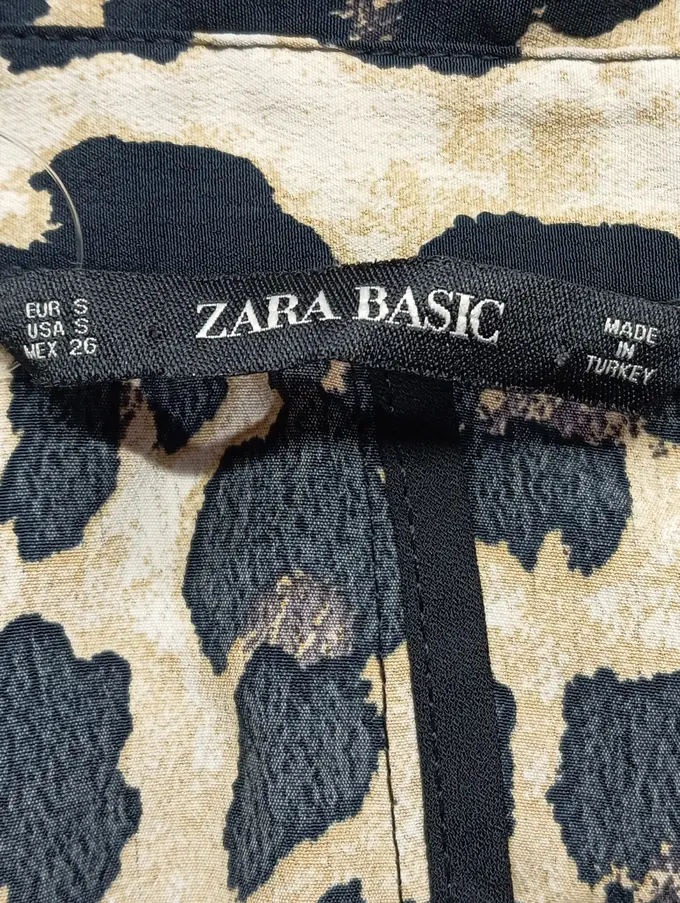 EUR S
USA S
MEX 26
ZARA BASIC
MADE
IN
TURKEY